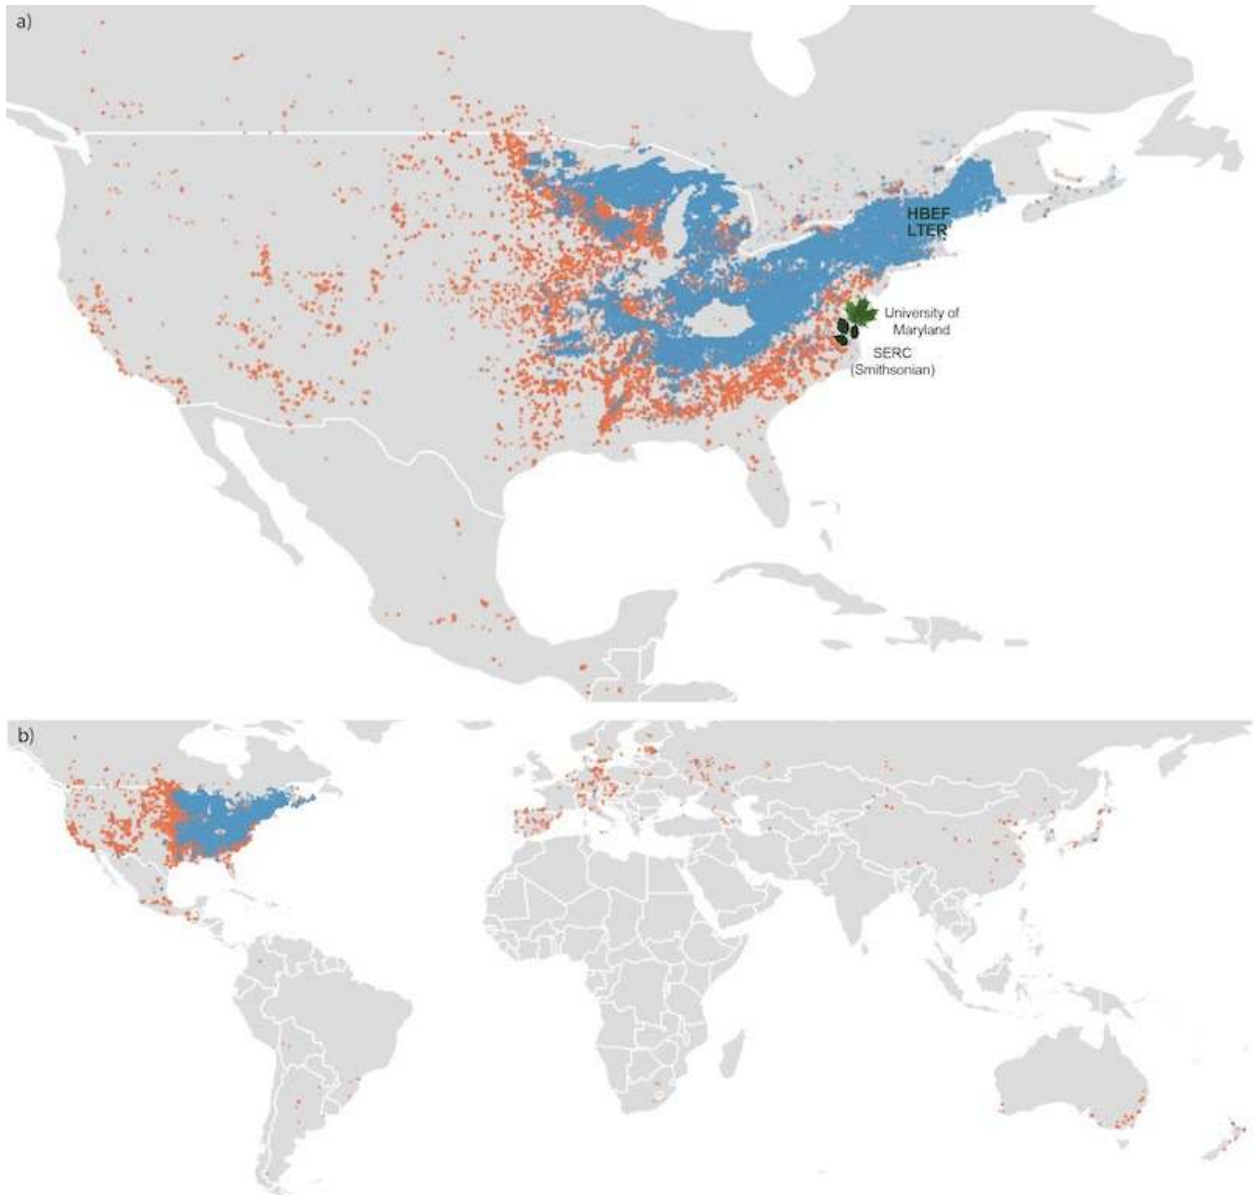 a)
HBEF
LTER
University of
Maryland
SERC
(Smithsonian)
b)